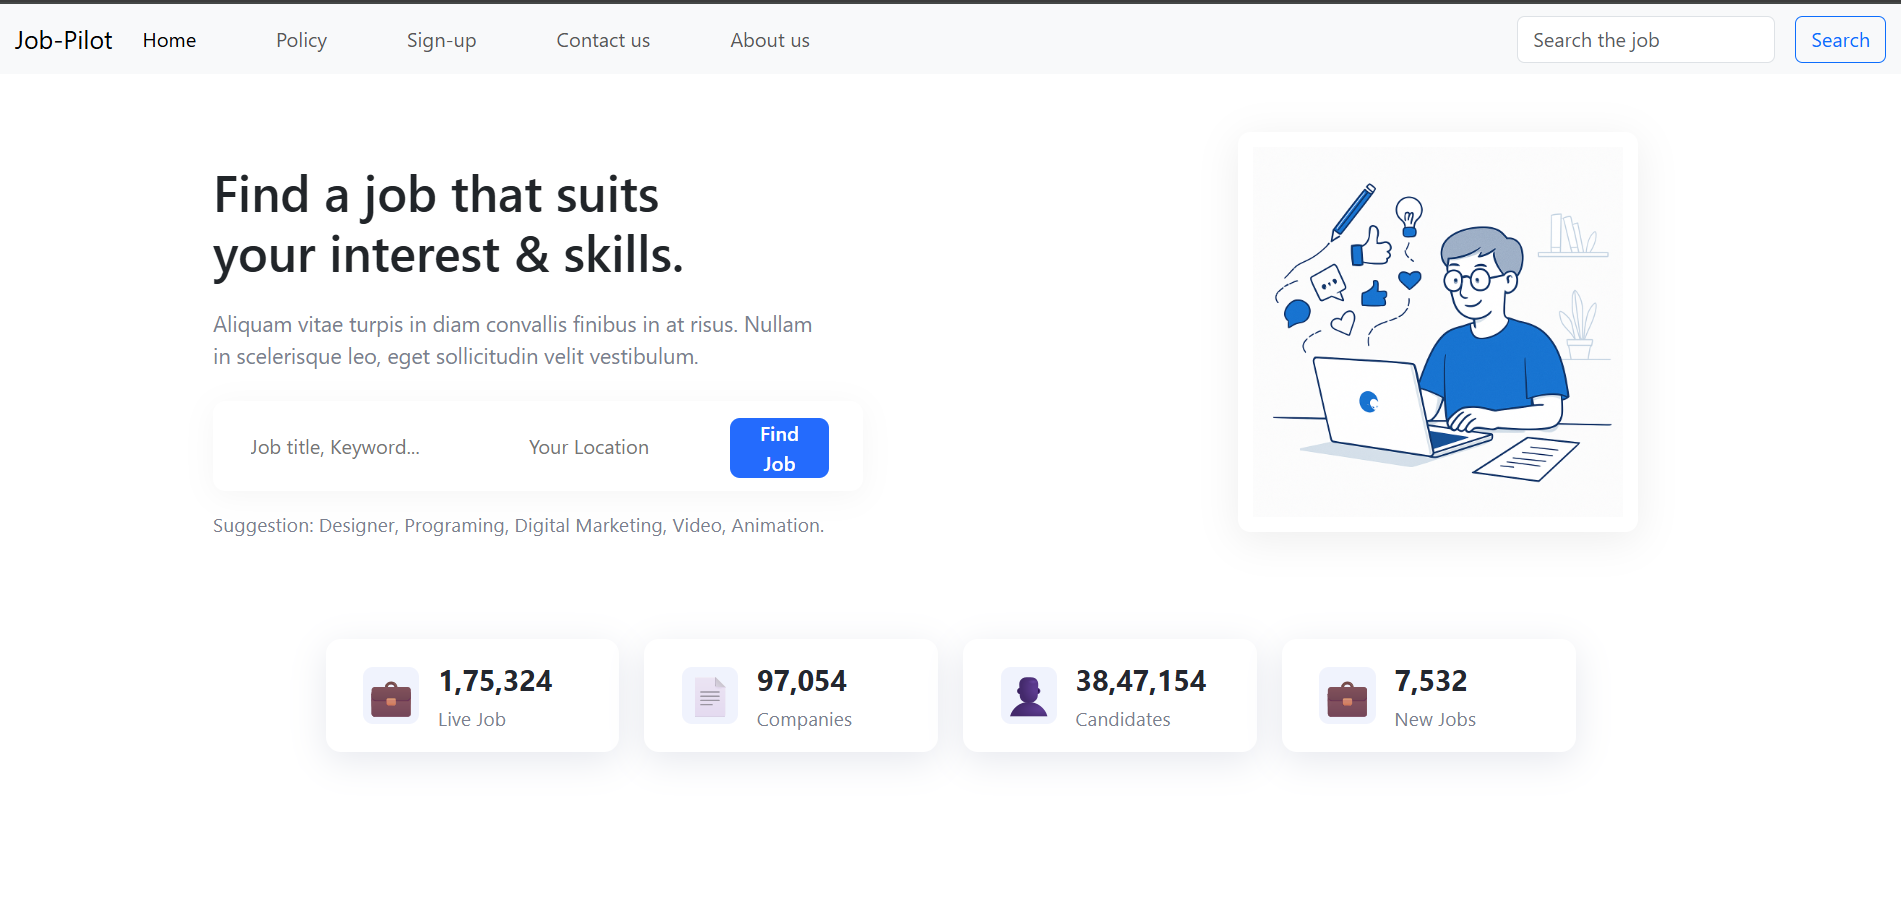 Job-Pilot Home Policy Sign-up Contact us About us Search the job Search
Find a job that suits
your interest & skills.
Aliquam vitae turpis in diam convallis finibus in at risus. Nullam
in scelerisque leo, eget sollicitudin velit vestibulum.
Job title, Keyword... Your Location Find
Job
Suggestion: Designer, Programing, Digital Marketing, Video, Animation.
1,75,324 97,054 38,47,154 7,532
Live Job Companies Candidates New Jobs